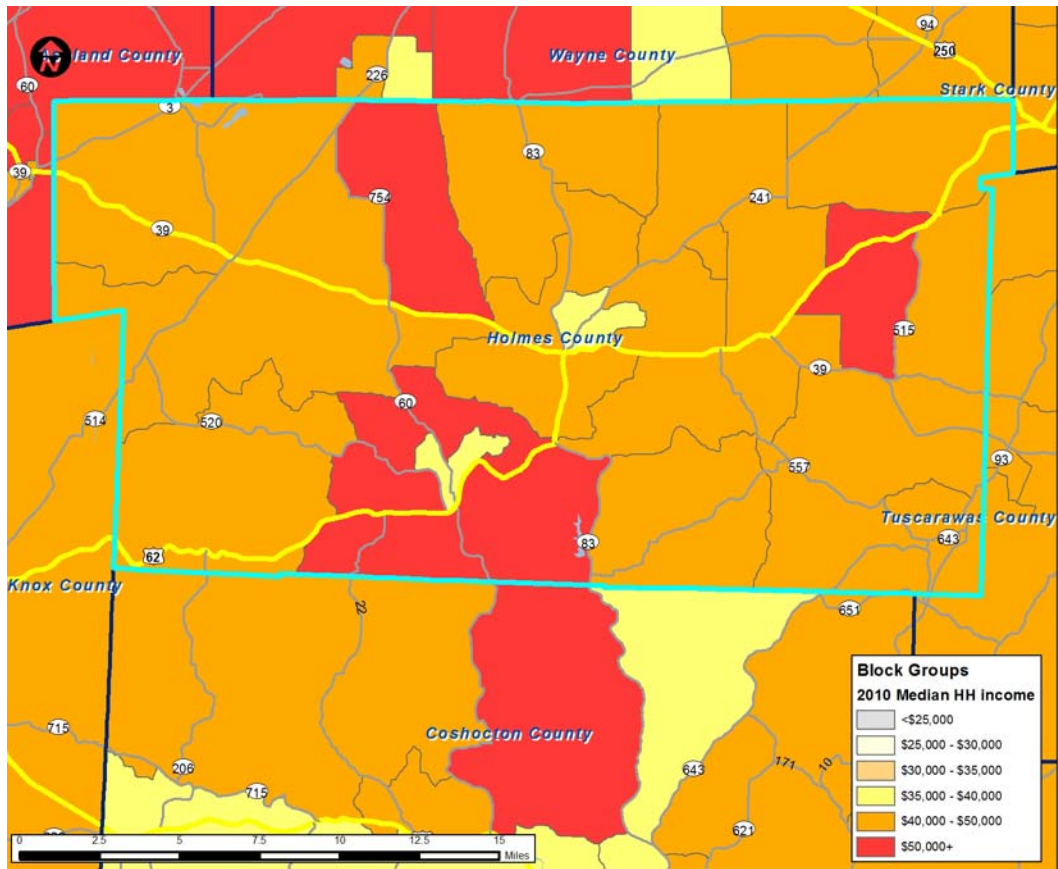 land County
Wayne County
94
250
226
60
Stark County
3
39
83
754
241
39
515
Holmes County
39
60
514
520
93
557
Tuscarawas County
643
83
62
Knox County
651
22
Block Groups
2010 Median HH income
<$25,000
$25,000 - $30,000
$30,000 - $35,000
$35,000 - $40,000
$40,000 - $50,000
$50,000+
715
Coshocton County
206
643
171
10
715
621
0 2.5 5 7.5 10 12.5 15
Miles